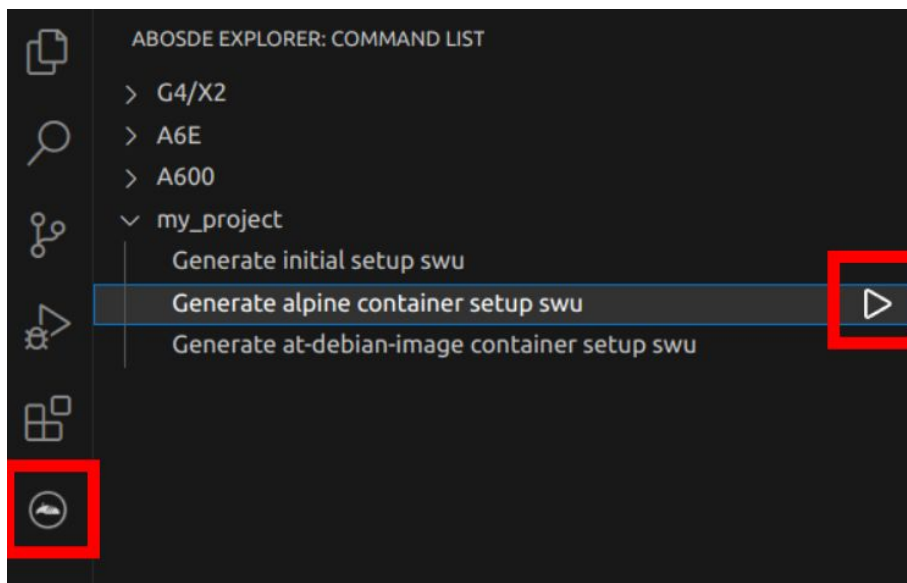 ABOSDE EXPLORER: COMMAND LIST
G4/X2
A6E
A600
my_project
Generate initial setup swu
Generate alpine container setup swu
Generate at-debian-image container setup swu